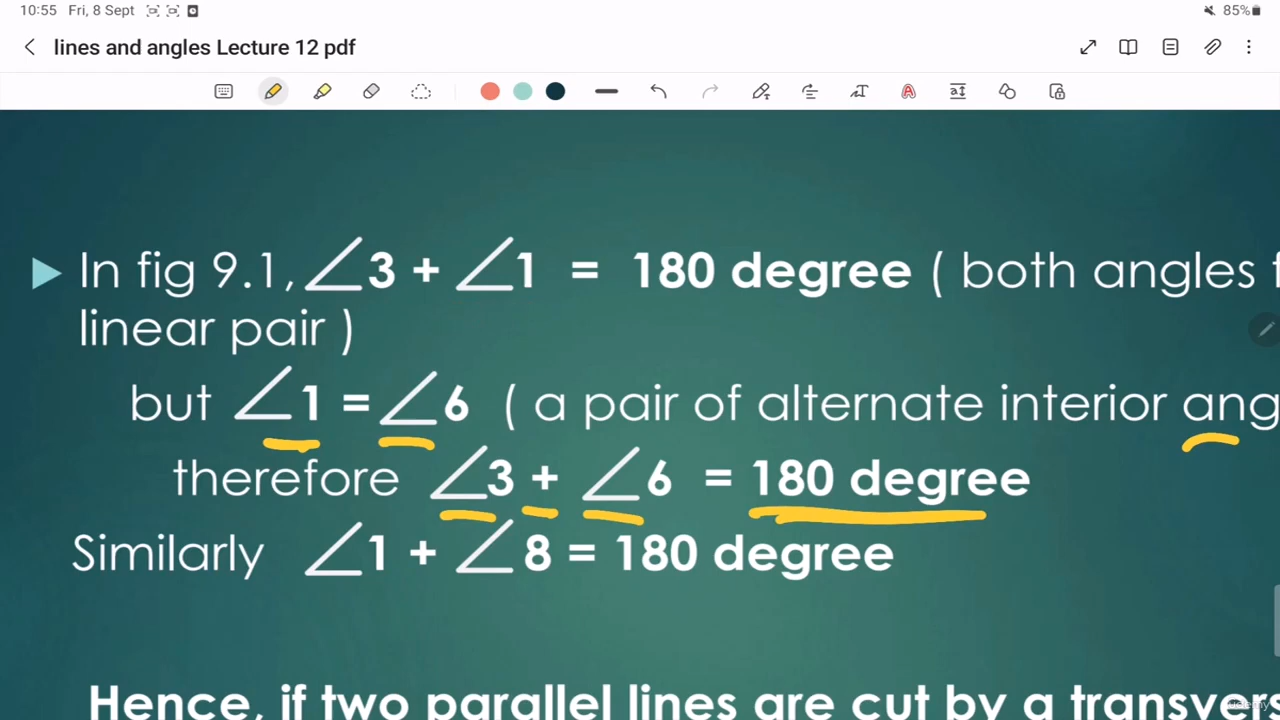 10:55 Fri, 8 Sept 85%
lines and angles Lecture 12 pdf
In fig 9.1, ∠3 + ∠1 = 180 degree ( both angles
linear pair )
but ∠1 = ∠6 ( a pair of alternate interior ang
therefore ∠3 + ∠6 = 180 degree
Similarly ∠1 + ∠8 = 180 degree
Hence, if two parallel lines are cut by a transvers